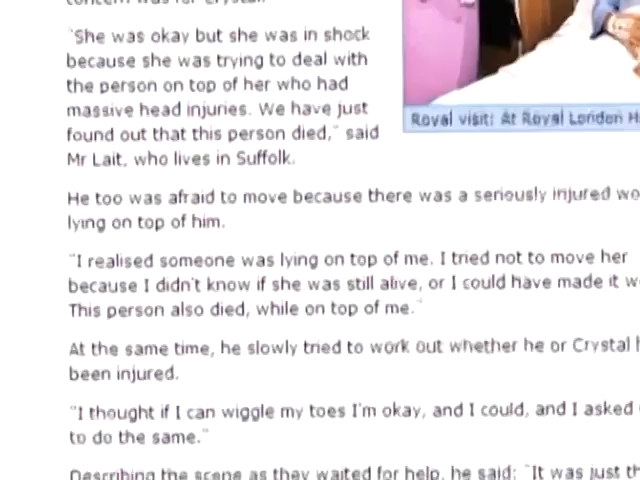 "She was okay but she was in shock
because she was trying to deal with
the person on top of her who had
massive head injuries. We have just
found out that this person died," said
Mr Lait, who lives in Suffolk.
Royal visit: At Royal London
He too was afraid to move because there was a seriously injured
lying on top of him.
"I realised someone was lying on top of me. I tried not to move her
because I didn't know if she was still alive, or I could have made it
This person also died, while on top of me."
At the same time, he slowly tried to work out whether he or Crystal
been injured.
"I thought if I can wiggle my toes I'm okay, and I could, and I asked
to do the same."
Describing the scene as they waited for help, he said: "It was just